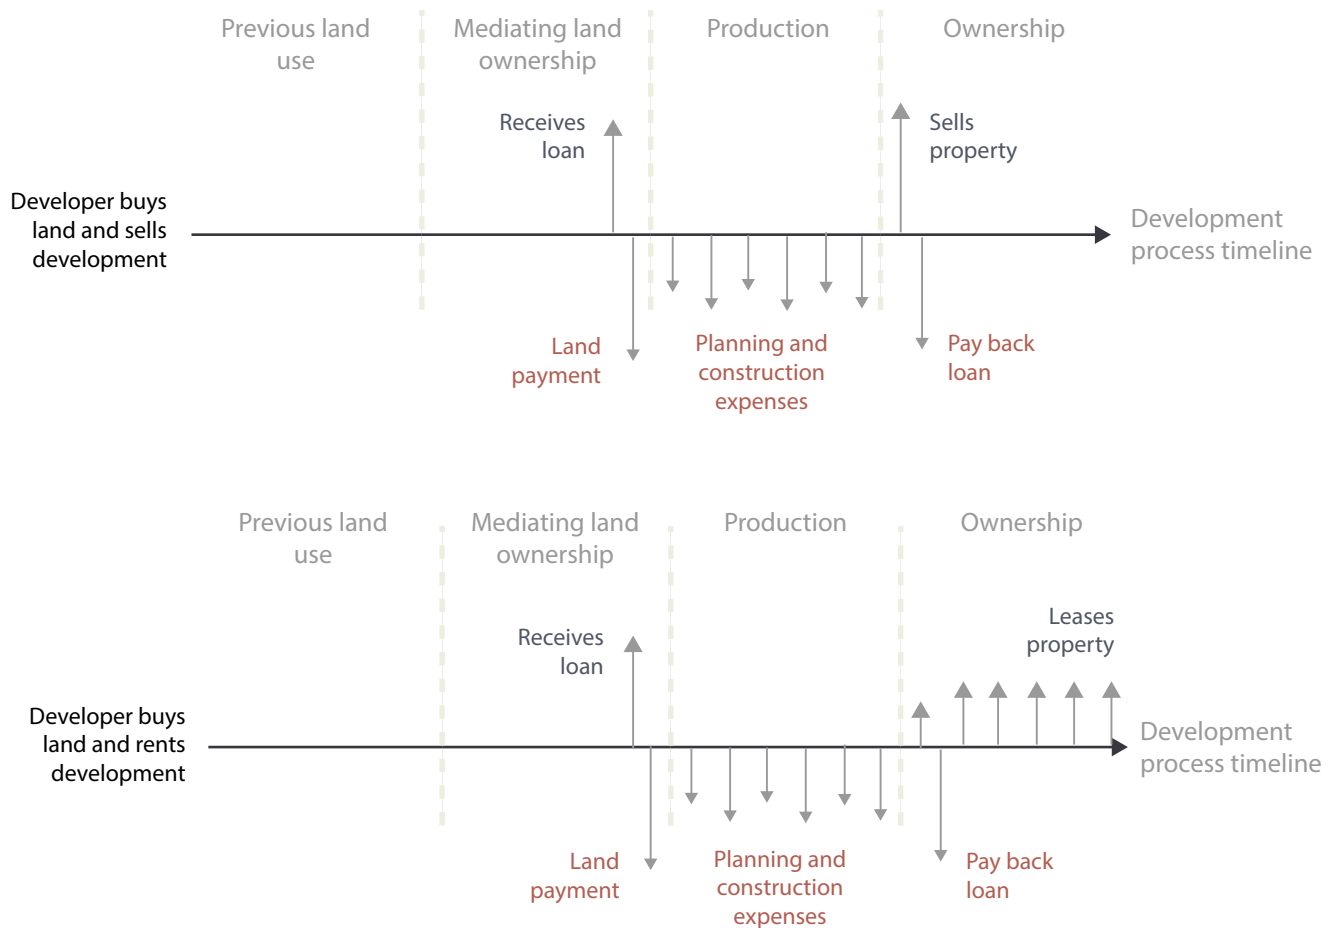 Previous land
use
Mediating land
ownership
Production
Ownership
Receives
loan
Sells
property
Developer buys
land and sells
development
Development
process timeline
Land
payment
Planning and
construction
expenses
Pay back
loan
Previous land
use
Mediating land
ownership
Production
Ownership
Receives
loan
Leases
property
Developer buys
land and rents
development
Development
process timeline
Land
payment
Planning and
construction
expenses
Pay back
loan